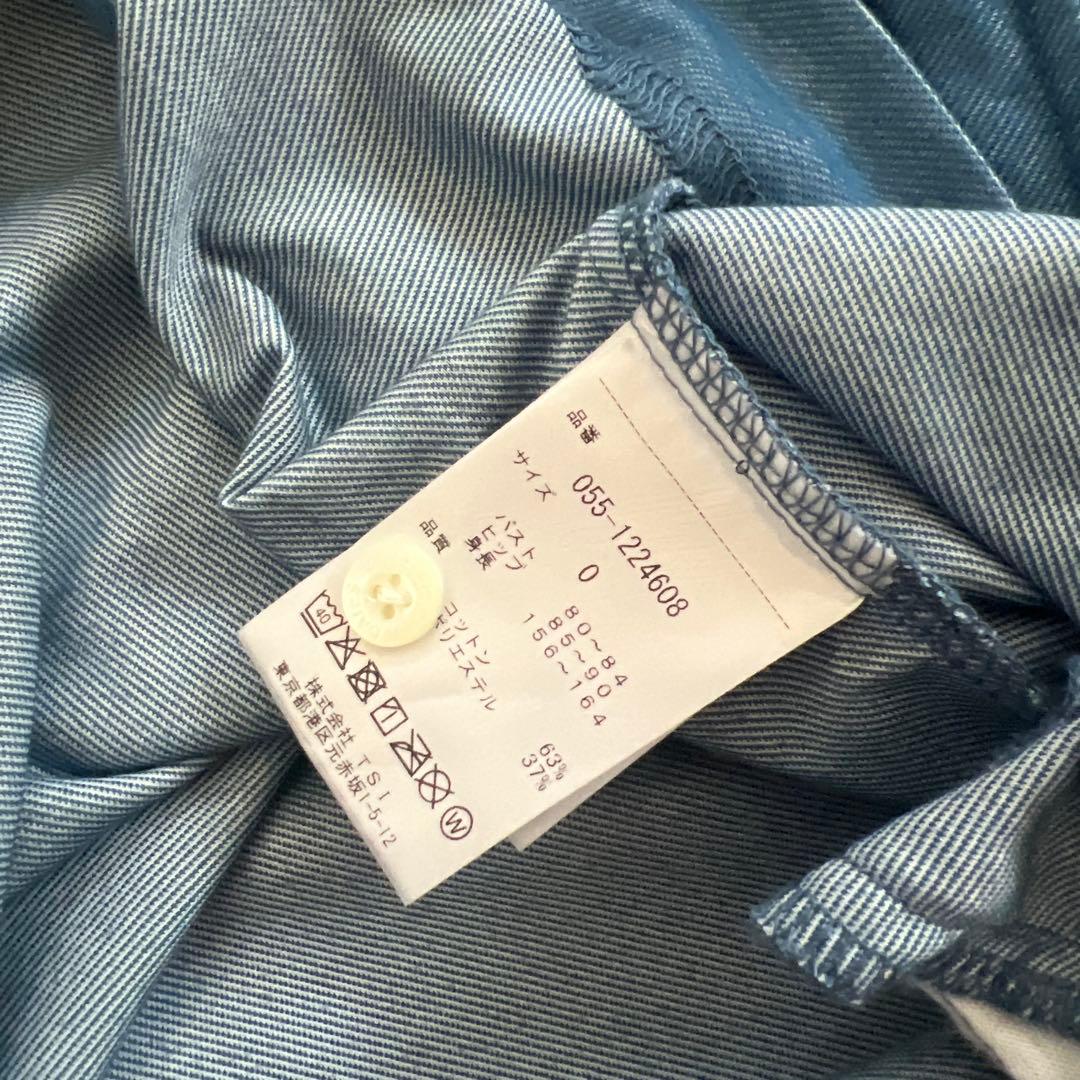 品番 055-1224608
サイズ 0
バスト 80~84
ヒップ 85~90
身長 156~164
品質
コットン 63%
ポリエステル 37%
40
W
株式会社 TSI
東京都港区元赤坂1-5-12